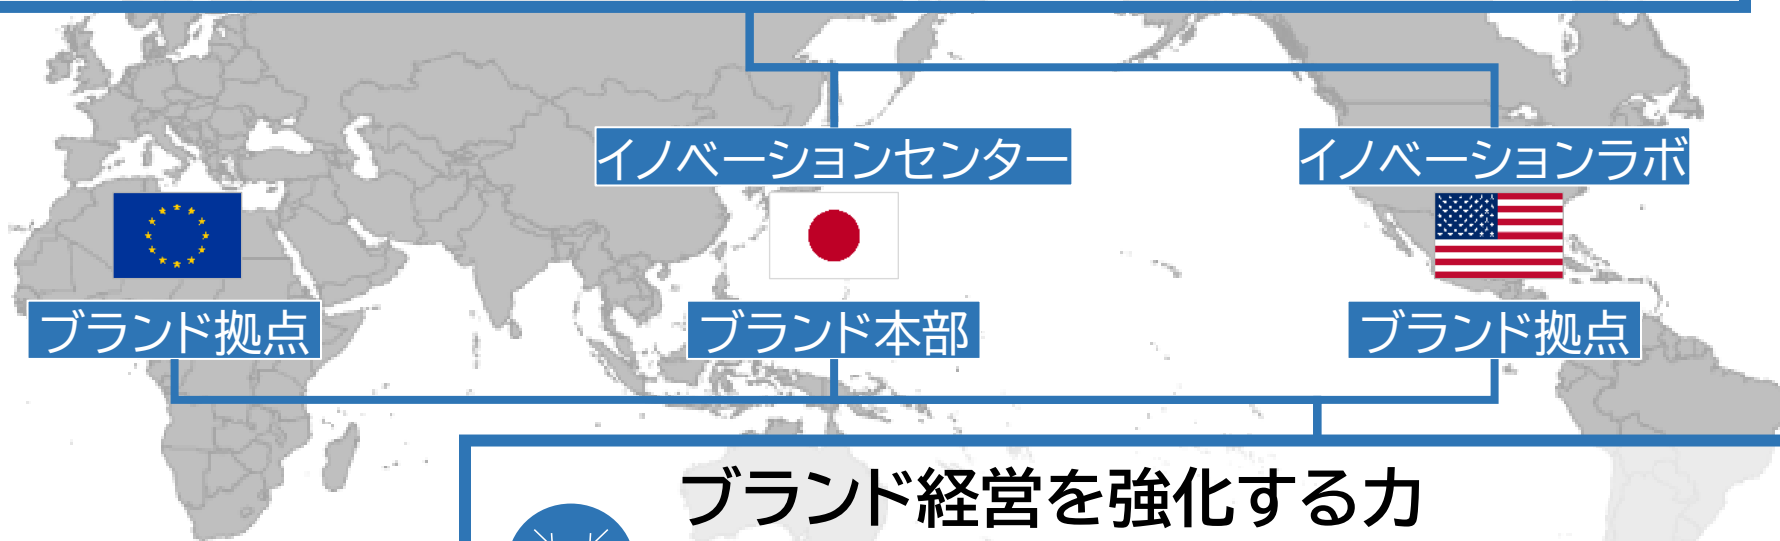 イノベーションセンター
イノベーションラボ
ブランド拠点
ブランド本部
ブランド拠点
ブランド経営を強化する力